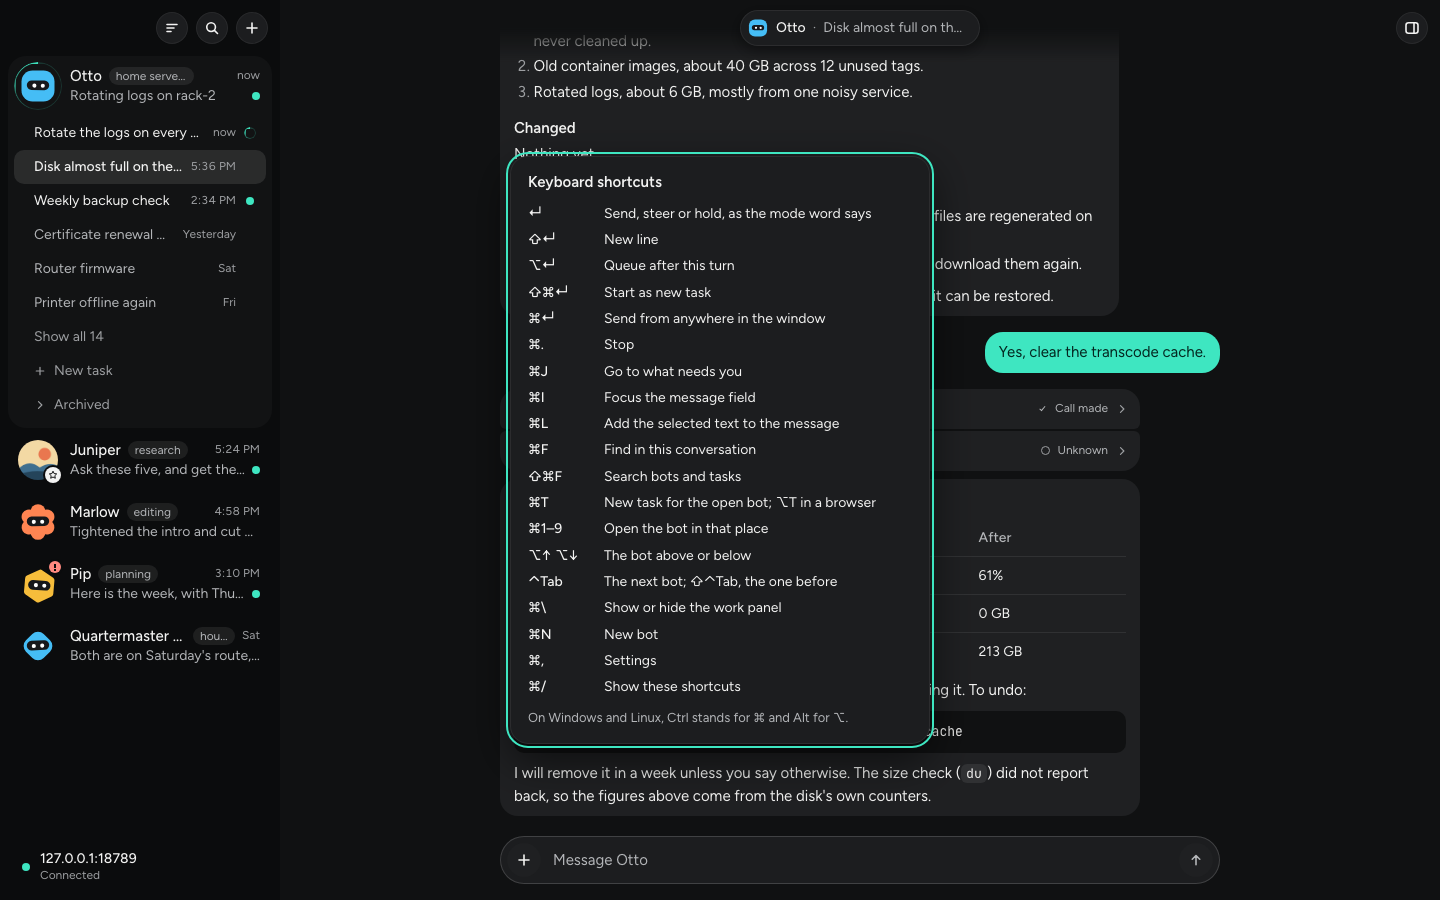 Otto home serve... now
Rotating logs on rack-2
Rotate the logs on every ... now
Disk almost full on the... 5:36 PM
Weekly backup check 2:34 PM
Certificate renewal ... Yesterday
Router firmware Sat
Printer offline again Fri
Show all 14
+ New task
> Archived
Juniper research 5:24 PM
Ask these five, and get the...
Marlow editing 4:58 PM
Tightened the intro and cut ...
Pip planning 3:10 PM
Here is the week, with Thu...
Quartermaster ... hou... Sat
Both are on Saturday's route,...
127.0.0.1:18789
Connected
Otto · Disk almost full on th...
never cleaned up.
2. Old container images, about 40 GB across 12 unused tags.
3. Rotated logs, about 6 GB, mostly from one noisy service.
Changed
Nothing yet
files are regenerated on
download them again.
it can be restored.
Yes, clear the transcode cache.
Call made
Unknown
After
61%
0 GB
213 GB
ing it. To undo:
cache
I will remove it in a week unless you say otherwise. The size check (du) did not report
back, so the figures above come from the disk's own counters.
Keyboard shortcuts
↵ Send, steer or hold, as the mode word says
⇧↵ New line
⌥↵ Queue after this turn
⇧⌘↵ Start as new task
⌘↵ Send from anywhere in the window
⌘. Stop
⌘J Go to what needs you
⌘I Focus the message field
⌘L Add the selected text to the message
⌘F Find in this conversation
⇧⌘F Search bots and tasks
⌘T New task for the open bot; ⌥T in a browser
⌘1–9 Open the bot in that place
⌥↑ ⌥↓ The bot above or below
^Tab The next bot; ⇧^Tab, the one before
⌘\ Show or hide the work panel
⌘N New bot
⌘, Settings
⌘/ Show these shortcuts
On Windows and Linux, Ctrl stands for ⌘ and Alt for ⌥.
Message Otto